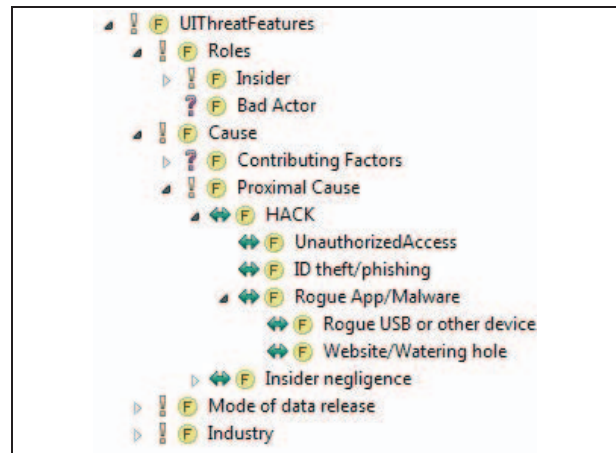 UIThreatFeatures
Roles
Insider
Bad Actor
Cause
Contributing Factors
Proximal Cause
HACK
UnauthorizedAccess
ID theft/phishing
Rogue App/Malware
Rogue USB or other device
Website/Watering hole
Insider negligence
Mode of data release
Industry